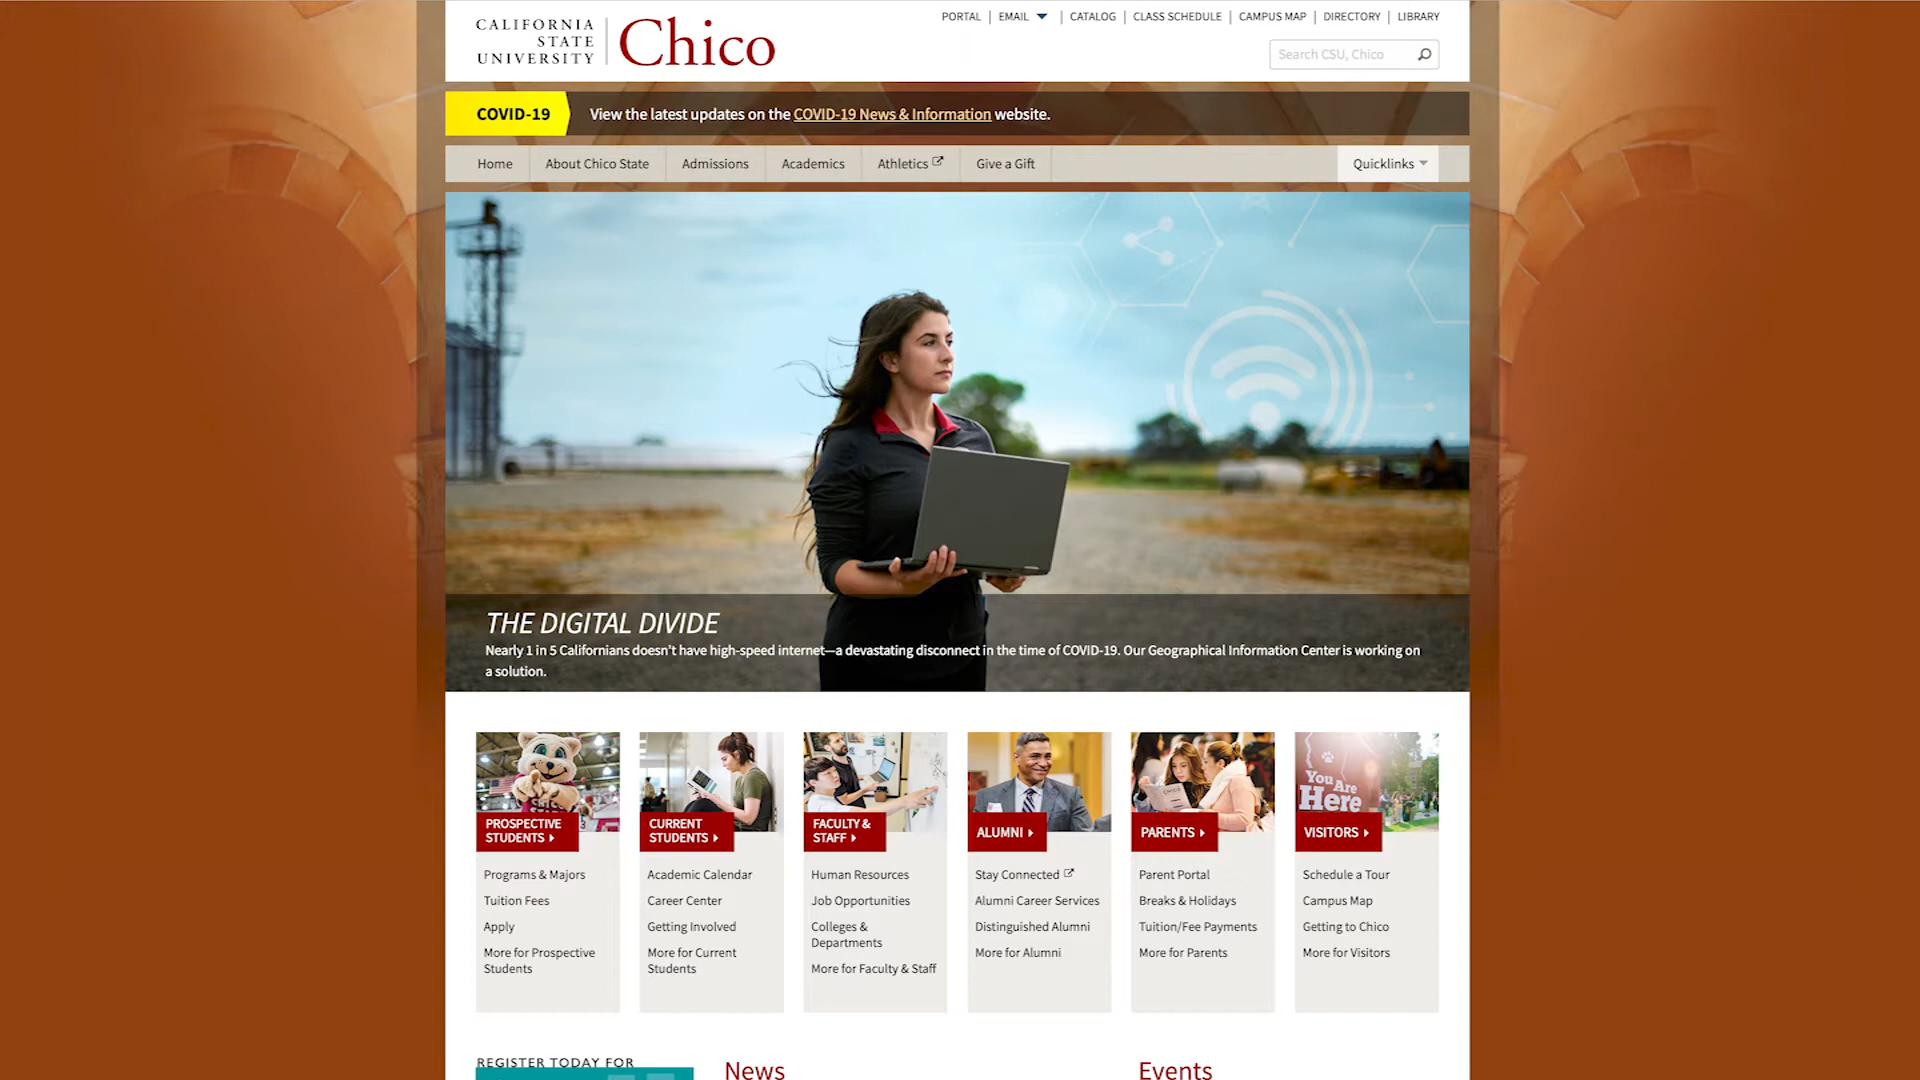 CALIFORNIA
STATE
UNIVERSITY
Chico
PORTAL
EMAIL
CATALOG
CLASS SCHEDULE
CAMPUS MAP
DIRECTORY
LIBRARY
Search CSU, Chico
COVID-19
View the latest updates on the COVID-19 News & Information website.
Home
About Chico State
Admissions
Academics
Athletics
Give a Gift
Quicklinks
THE DIGITAL DIVIDE
Nearly 1 in 5 Californians doesn't have high-speed internet—a devastating disconnect in the time of COVID-19. Our Geographical Information Center is working on
a solution.
PROSPECTIVE
STUDENTS
Programs & Majors
Tuition Fees
Apply
More for Prospective
Students
CURRENT
STUDENTS
Academic Calendar
Career Center
Getting Involved
More for Current
Students
FACULTY &
STAFF
Human Resources
Job Opportunities
Colleges &
Departments
More for Faculty & Staff
ALUMNI
Stay Connected
Alumni Career Services
Distinguished Alumni
More for Alumni
CHICO
PARENTS
Parent Portal
Breaks & Holidays
Tuition/Fee Payments
More for Parents
You
Are
Here
VISITORS
Schedule a Tour
Campus Map
Getting to Chico
More for Visitors
REGISTER TODAY FOR
News
Events